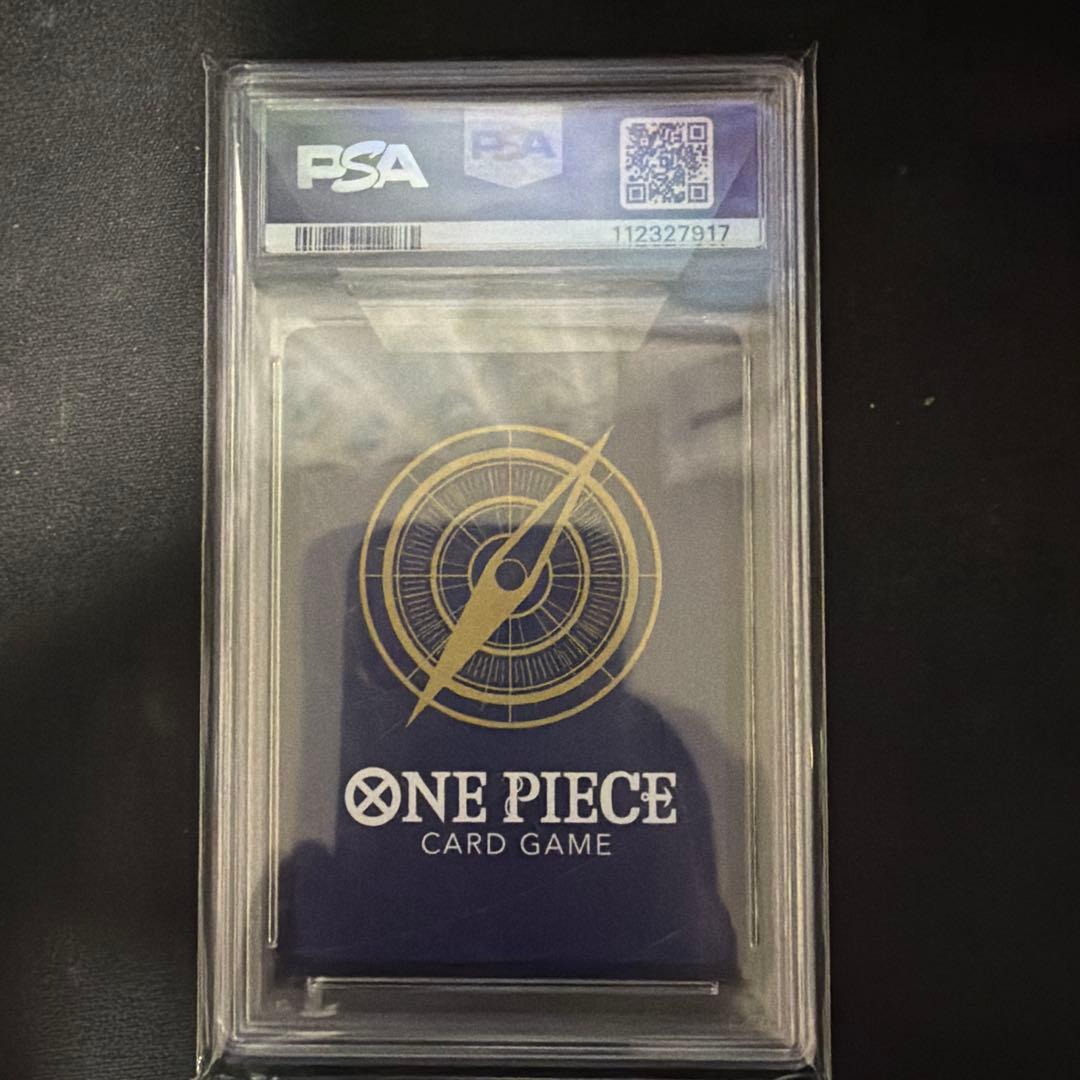 PSA
PSA
112327917
ONE PIECE
CARD GAME